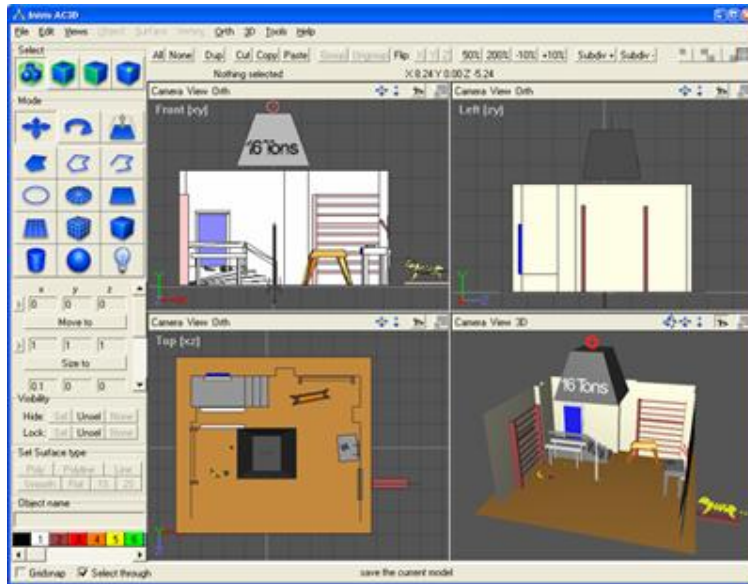 Inivis AC3D
File Edit Views Object Surface Vertex Orth 3D Tools Help
Select
All None Dup Cut Copy Paste Group Ungroup Flip X Y Z 50% 200% -10% +10% Subdiv + Subdiv -
Nothing selected X 8.24 Y 0.00 Z -5.24
Camera View Orth
Camera View Orth
Mode
Front [xy]
Left [zy]
16 Tons
x y z
0 0 0
Move to
1 1 1
Size to
0.1 0 0
Camera View Orth
Camera View 3D
Top [xz]
16 Tons
Visibility
Hide: Sel Unsel None
Lock: Sel Unsel None
Set Surface type
Poly Polyline Line
Smooth Flat 1S 2S
Object name
1 2 3 4 5 6
Gridsnap Select through save the current model